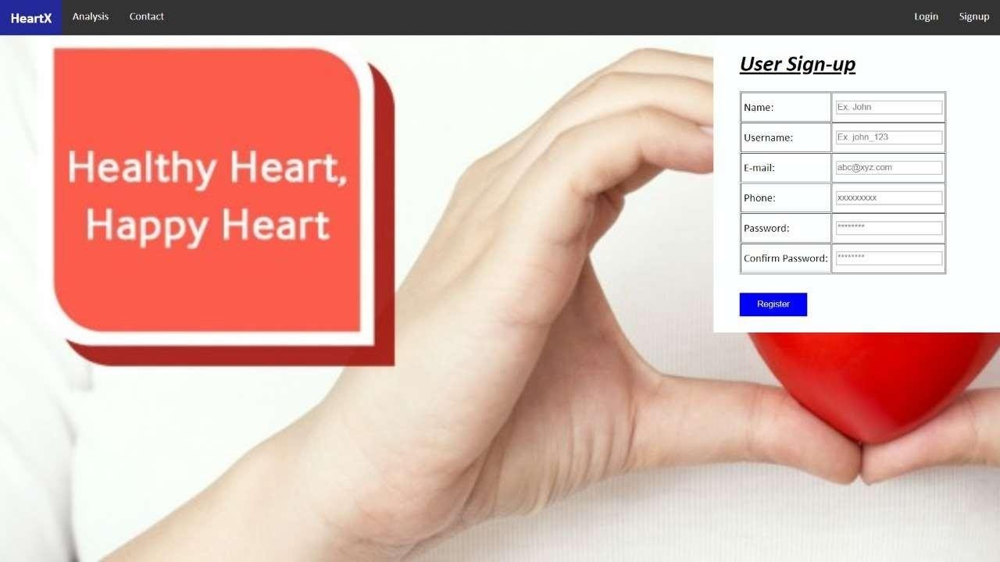 HeartX Analysis Contact Login Signup
Healthy Heart,
Happy Heart
User Sign-up
Name: Ex. John
Username: Ex. john_123
E-mail: abc@xyz.com
Phone: xxxxxxxxx
Password: ********
Confirm Password: ********
Register